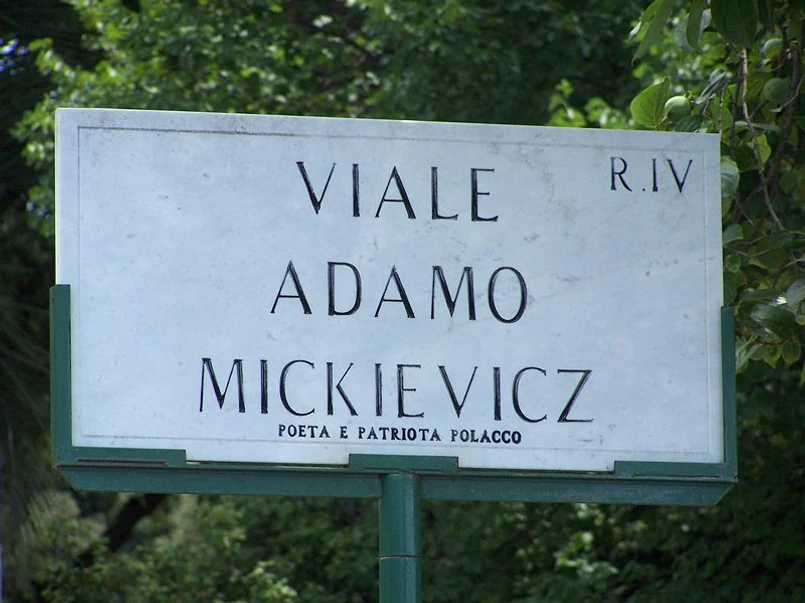 VIALE R.IV
ADAMO
MICKIEVICZ
POETA E PATRIOTA POLACCO